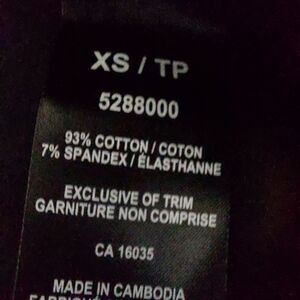 XS / TP
5288000
93% COTTON / COTON
7% SPANDEX / ÉLASTHANNE
EXCLUSIVE OF TRIM
GARNITURE NON COMPRISE
CA 16035
MADE IN CAMBODIA